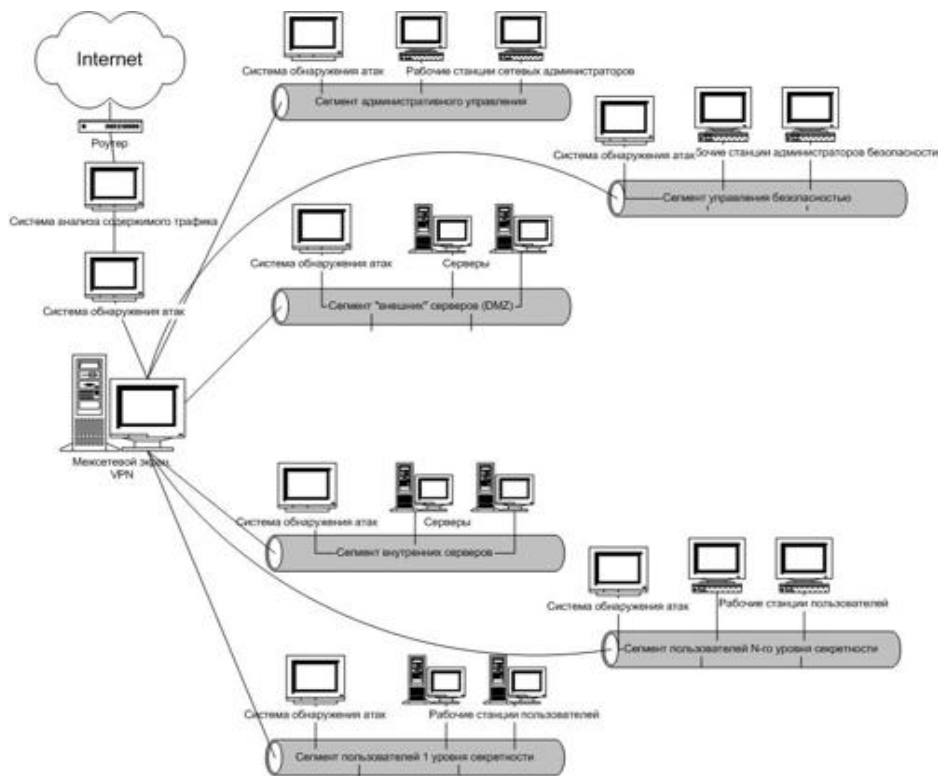 Internet
Роутер
Система анализа содержимого трафика
Система обнаружения атак
Межсетевой экран,
VPN
Система обнаружения атак
Рабочие станции сетевых администраторов
Сегмент административного управления
Система обнаружения атак
бочие станции администраторов безопасности
Сегмент управления безопасностью
Система обнаружения атак
Серверы
Сегмент "внешних" серверов (DMZ)
Система обнаружения атак
Серверы
Сегмент внутренних серверов
Система обнаружения атак
Рабочие станции пользователей
Сегмент пользователей N-го уровня секретности
Система обнаружения атак
Рабочие станции пользователей
Сегмент пользователей 1 уровня секретности